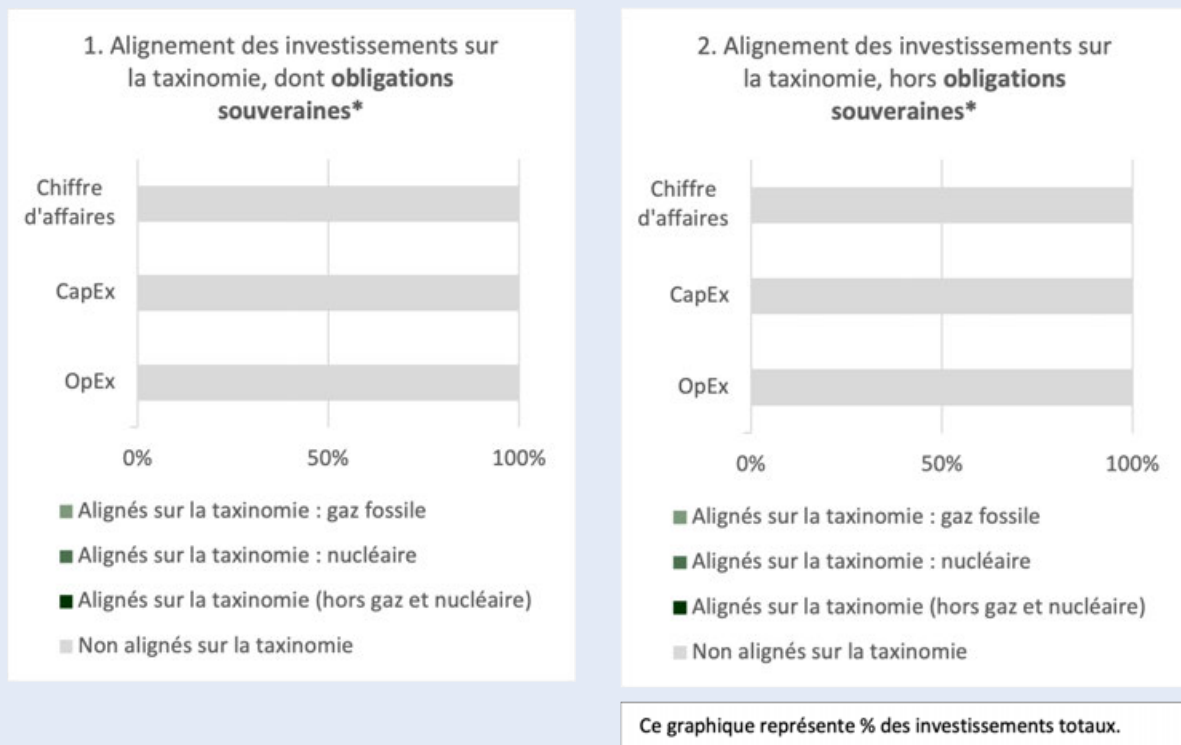 1. Alignement des investissements sur
la taxinomie, dont obligations
souveraines*
Chiffre
d'affaires
CapEx
OpEx
0% 50% 100%
Alignés sur la taxinomie : gaz fossile
Alignés sur la taxinomie : nucléaire
Alignés sur la taxinomie (hors gaz et nucléaire)
Non alignés sur la taxinomie
2. Alignement des investissements sur
la taxinomie, hors obligations
souveraines*
Chiffre
d'affaires
CapEx
OpEx
0% 50% 100%
Alignés sur la taxinomie : gaz fossile
Alignés sur la taxinomie : nucléaire
Alignés sur la taxinomie (hors gaz et nucléaire)
Non alignés sur la taxinomie
Ce graphique représente % des investissements totaux.